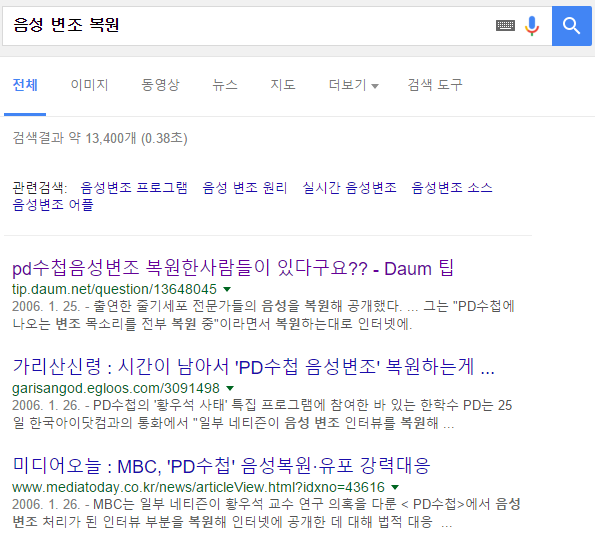 음성 변조 복원
전체 이미지 동영상 뉴스 지도 더보기 검색 도구
검색결과 약 13,400개 (0.38초)
관련검색: 음성변조 프로그램 음성 변조 원리 실시간 음성변조 음성변조 소스
음성변조 어플
pd수첩음성변조 복원한사람들이 있다구요?? - Daum 팁
tip.daum.net/question/13648045
2006. 1. 25. - 출연한 줄기세포 전문가들의 음성을 복원해 공개했다. ... 그는 "PD수첩에
나오는 변조 목소리를 전부 복원 중"이라면서 복원하는대로 인터넷에.
가리산신령 : 시간이 남아서 'PD수첩 음성변조' 복원하는게 ...
garisangod.egloos.com/3091498
2006. 1. 26. - PD수첩의 '황우석 사태' 특집 프로그램에 참여한 바 있는 한학수 PD는 25
일 한국아이닷컴과의 통화에서 "일부 네티즌이 음성 변조 인터뷰를 복원해 ...
미디어오늘 : MBC, 'PD수첩' 음성복원·유포 강력대응
www.mediatoday.co.kr/news/articleView.html?idxno=43616
2006. 1. 26. - MBC는 일부 네티즌이 황우석 교수 연구 의혹을 다룬 < PD수첩>에서 음성
변조 처리가 된 인터뷰 부분을 복원해 인터넷에 공개한 데 대해 법적 대응 ...